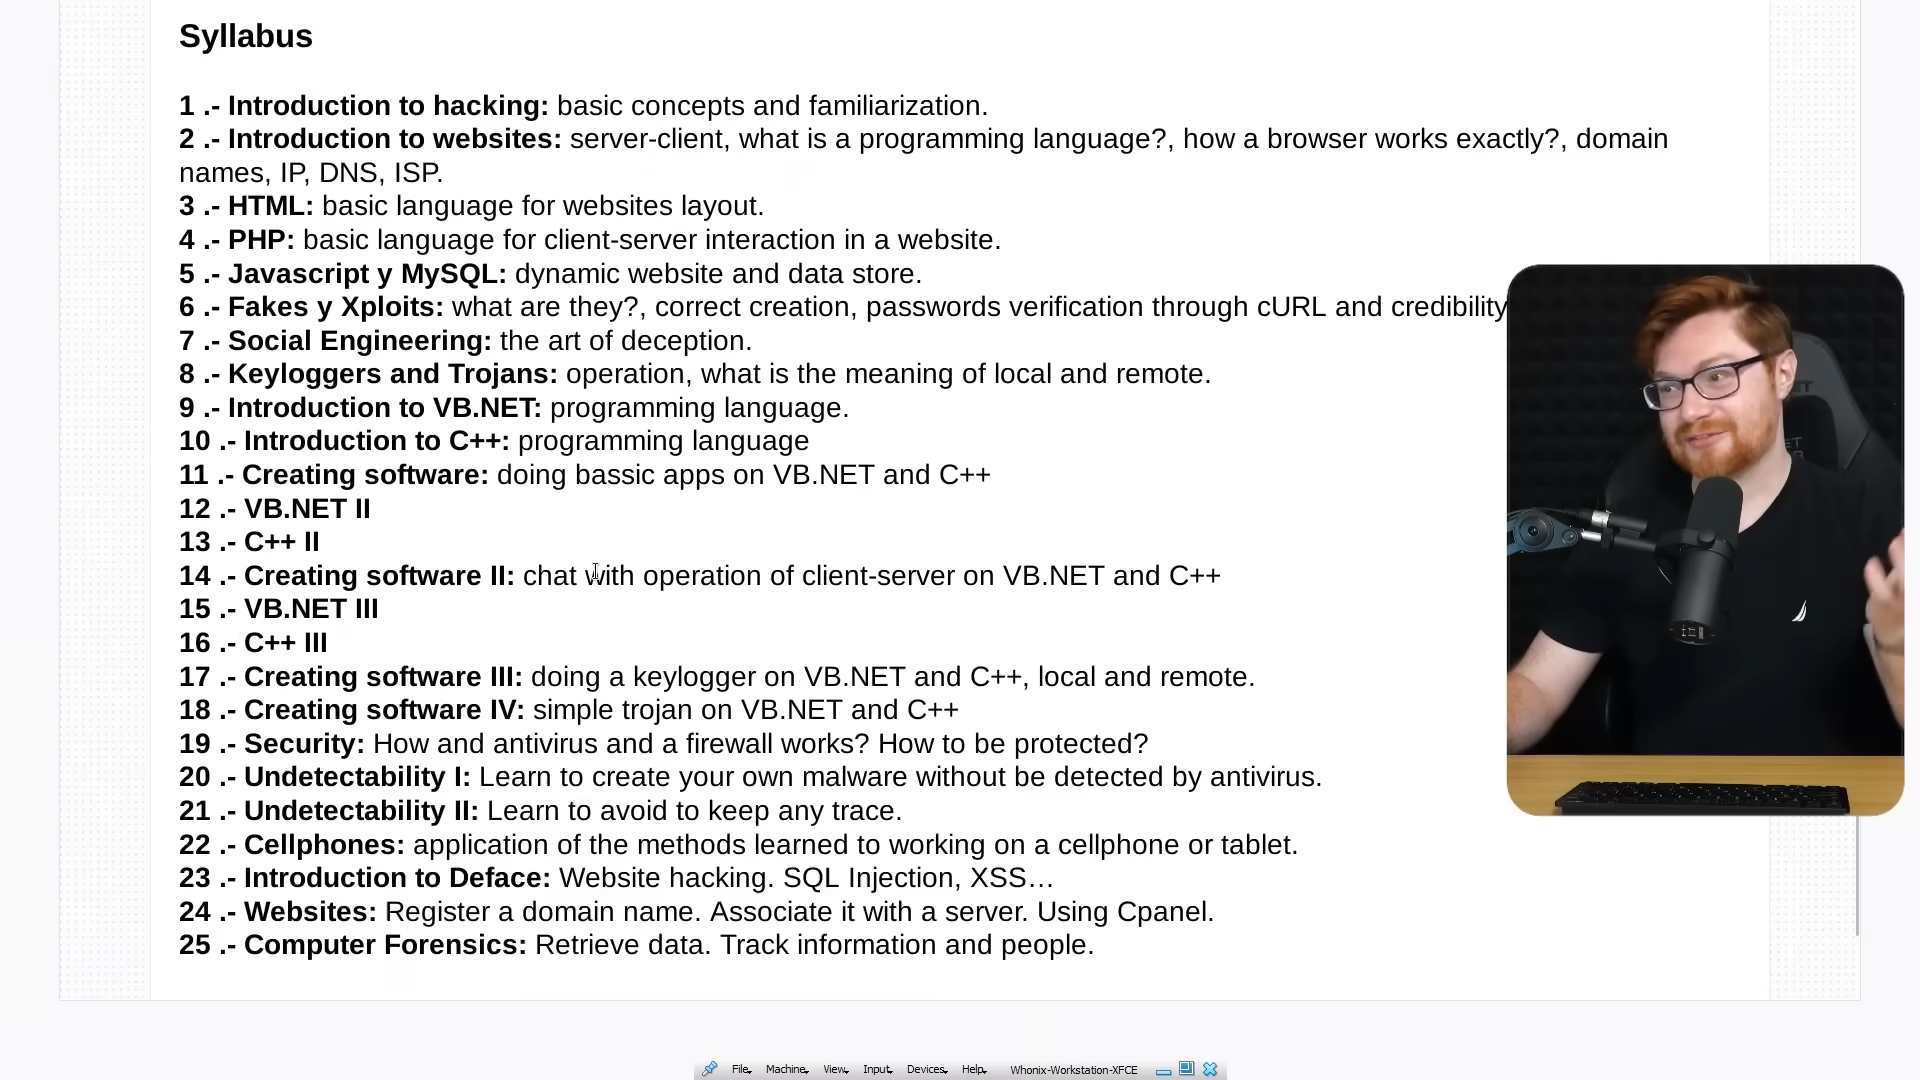 Syllabus
1 .- Introduction to hacking: basic concepts and familiarization.
2 .- Introduction to websites: server-client, what is a programming language?, how a browser works exactly?, domain
names, IP, DNS, ISP.
3 .- HTML: basic language for websites layout.
4 .- PHP: basic language for client-server interaction in a website.
5 .- Javascript y MySQL: dynamic website and data store.
6 .- Fakes y Xploits: what are they?, correct creation, passwords verification through cURL and credibility
7 .- Social Engineering: the art of deception.
8 .- Keyloggers and Trojans: operation, what is the meaning of local and remote.
9 .- Introduction to VB.NET: programming language.
10 .- Introduction to C++: programming language
11 .- Creating software: doing bassic apps on VB.NET and C++
12 .- VB.NET II
13 .- C++ II
14 .- Creating software II: chat with operation of client-server on VB.NET and C++
15 .- VB.NET III
16 .- C++ III
17 .- Creating software III: doing a keylogger on VB.NET and C++, local and remote.
18 .- Creating software IV: simple trojan on VB.NET and C++
19 .- Security: How and antivirus and a firewall works? How to be protected?
20 .- Undetectability I: Learn to create your own malware without be detected by antivirus.
21 .- Undetectability II: Learn to avoid to keep any trace.
22 .- Cellphones: application of the methods learned to working on a cellphone or tablet.
23 .- Introduction to Deface: Website hacking. SQL Injection, XSS…
24 .- Websites: Register a domain name. Associate it with a server. Using Cpanel.
25 .- Computer Forensics: Retrieve data. Track information and people.
File Machine View Input Devices Help Whonix-Workstation-XFCE